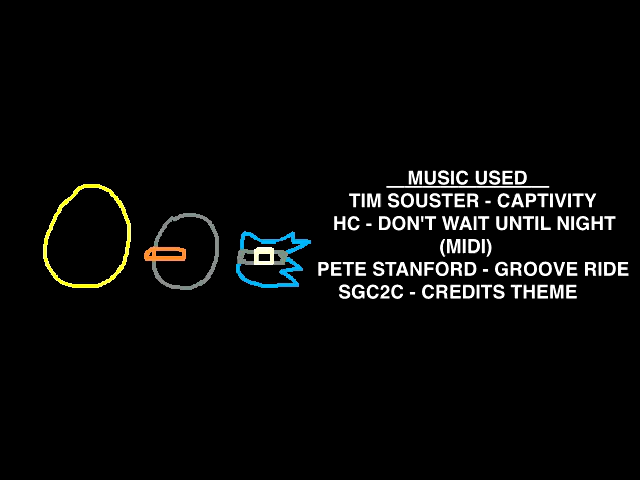 MUSIC USED
TIM SOUSTER - CAPTIVITY
HC - DON'T WAIT UNTIL NIGHT
(MIDI)
PETE STANFORD - GROOVE RIDE
SGC2C - CREDITS THEME